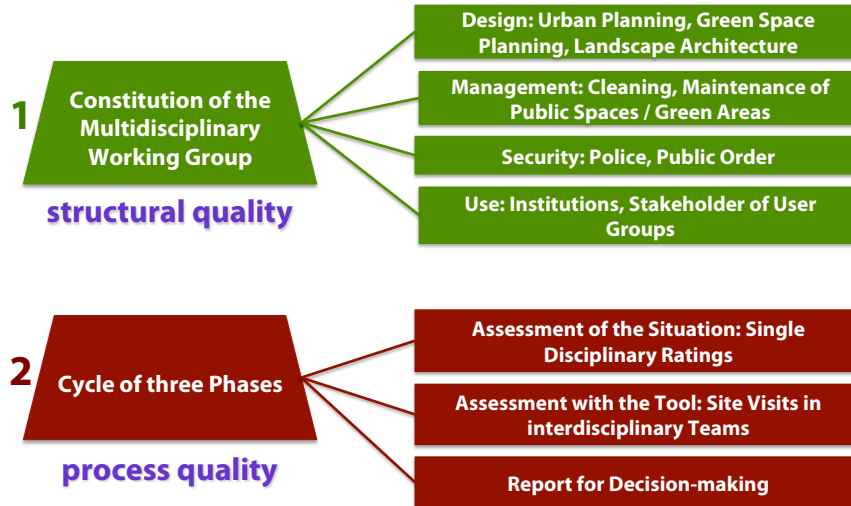 1
Constitution of the
Multidisciplinary
Working Group
structural quality
Design: Urban Planning, Green Space
Planning, Landscape Architecture
Management: Cleaning, Maintenance of
Public Spaces / Green Areas
Security: Police, Public Order
Use: Institutions, Stakeholder of User
Groups
2
Cycle of three Phases
process quality
Assessment of the Situation: Single
Disciplinary Ratings
Assessment with the Tool: Site Visits in
interdisciplinary Teams
Report for Decision-making